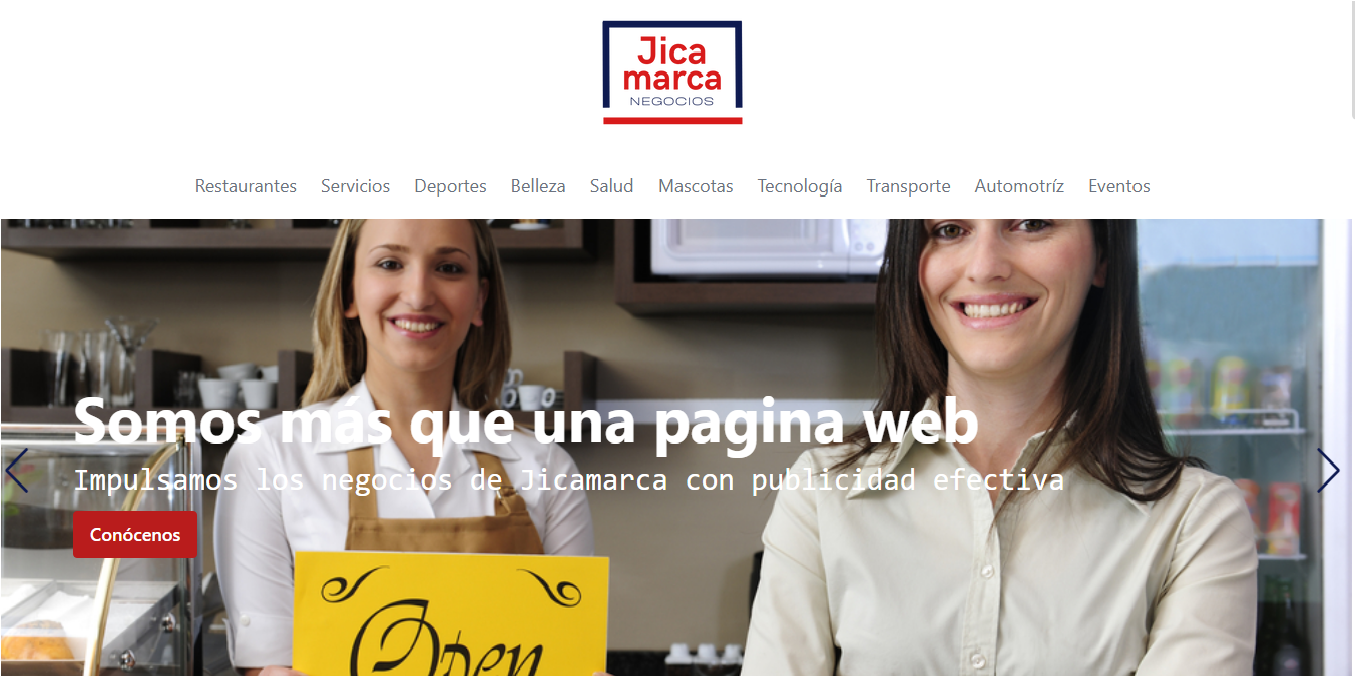 Jica
marca
NEGOCIOS
Restaurantes Servicios Deportes Belleza Salud Mascotas Tecnología Transporte Automotríz Eventos
Somos más que una pagina web
Impulsamos los negocios de Jicamarca con publicidad efectiva
Conócenos
Open